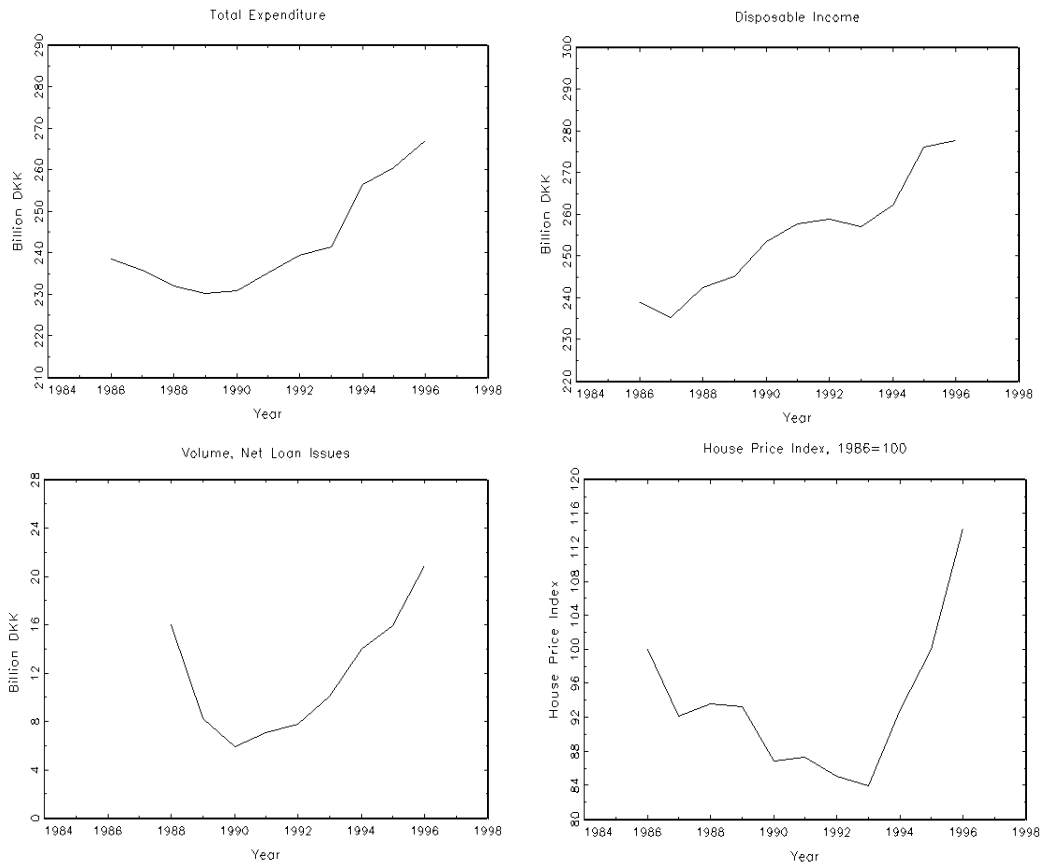 Total Expenditure
290
280
270
260
250
240
230
220
210
Billion DKK
1984 1986 1988 1990 1992 1994 1996 1998
Year
Disposable Income
300
290
280
270
260
250
240
230
220
Billion DKK
1984 1986 1988 1990 1992 1994 1996 1998
Year
Volume, Net Loan Issues
28
24
20
16
12
8
4
0
Billion DKK
1984 1986 1988 1990 1992 1994 1996 1998
Year
House Price Index, 1986=100
120
116
112
108
104
100
96
92
88
84
80
House Price Index
1984 1986 1988 1990 1992 1994 1996 1998
Year